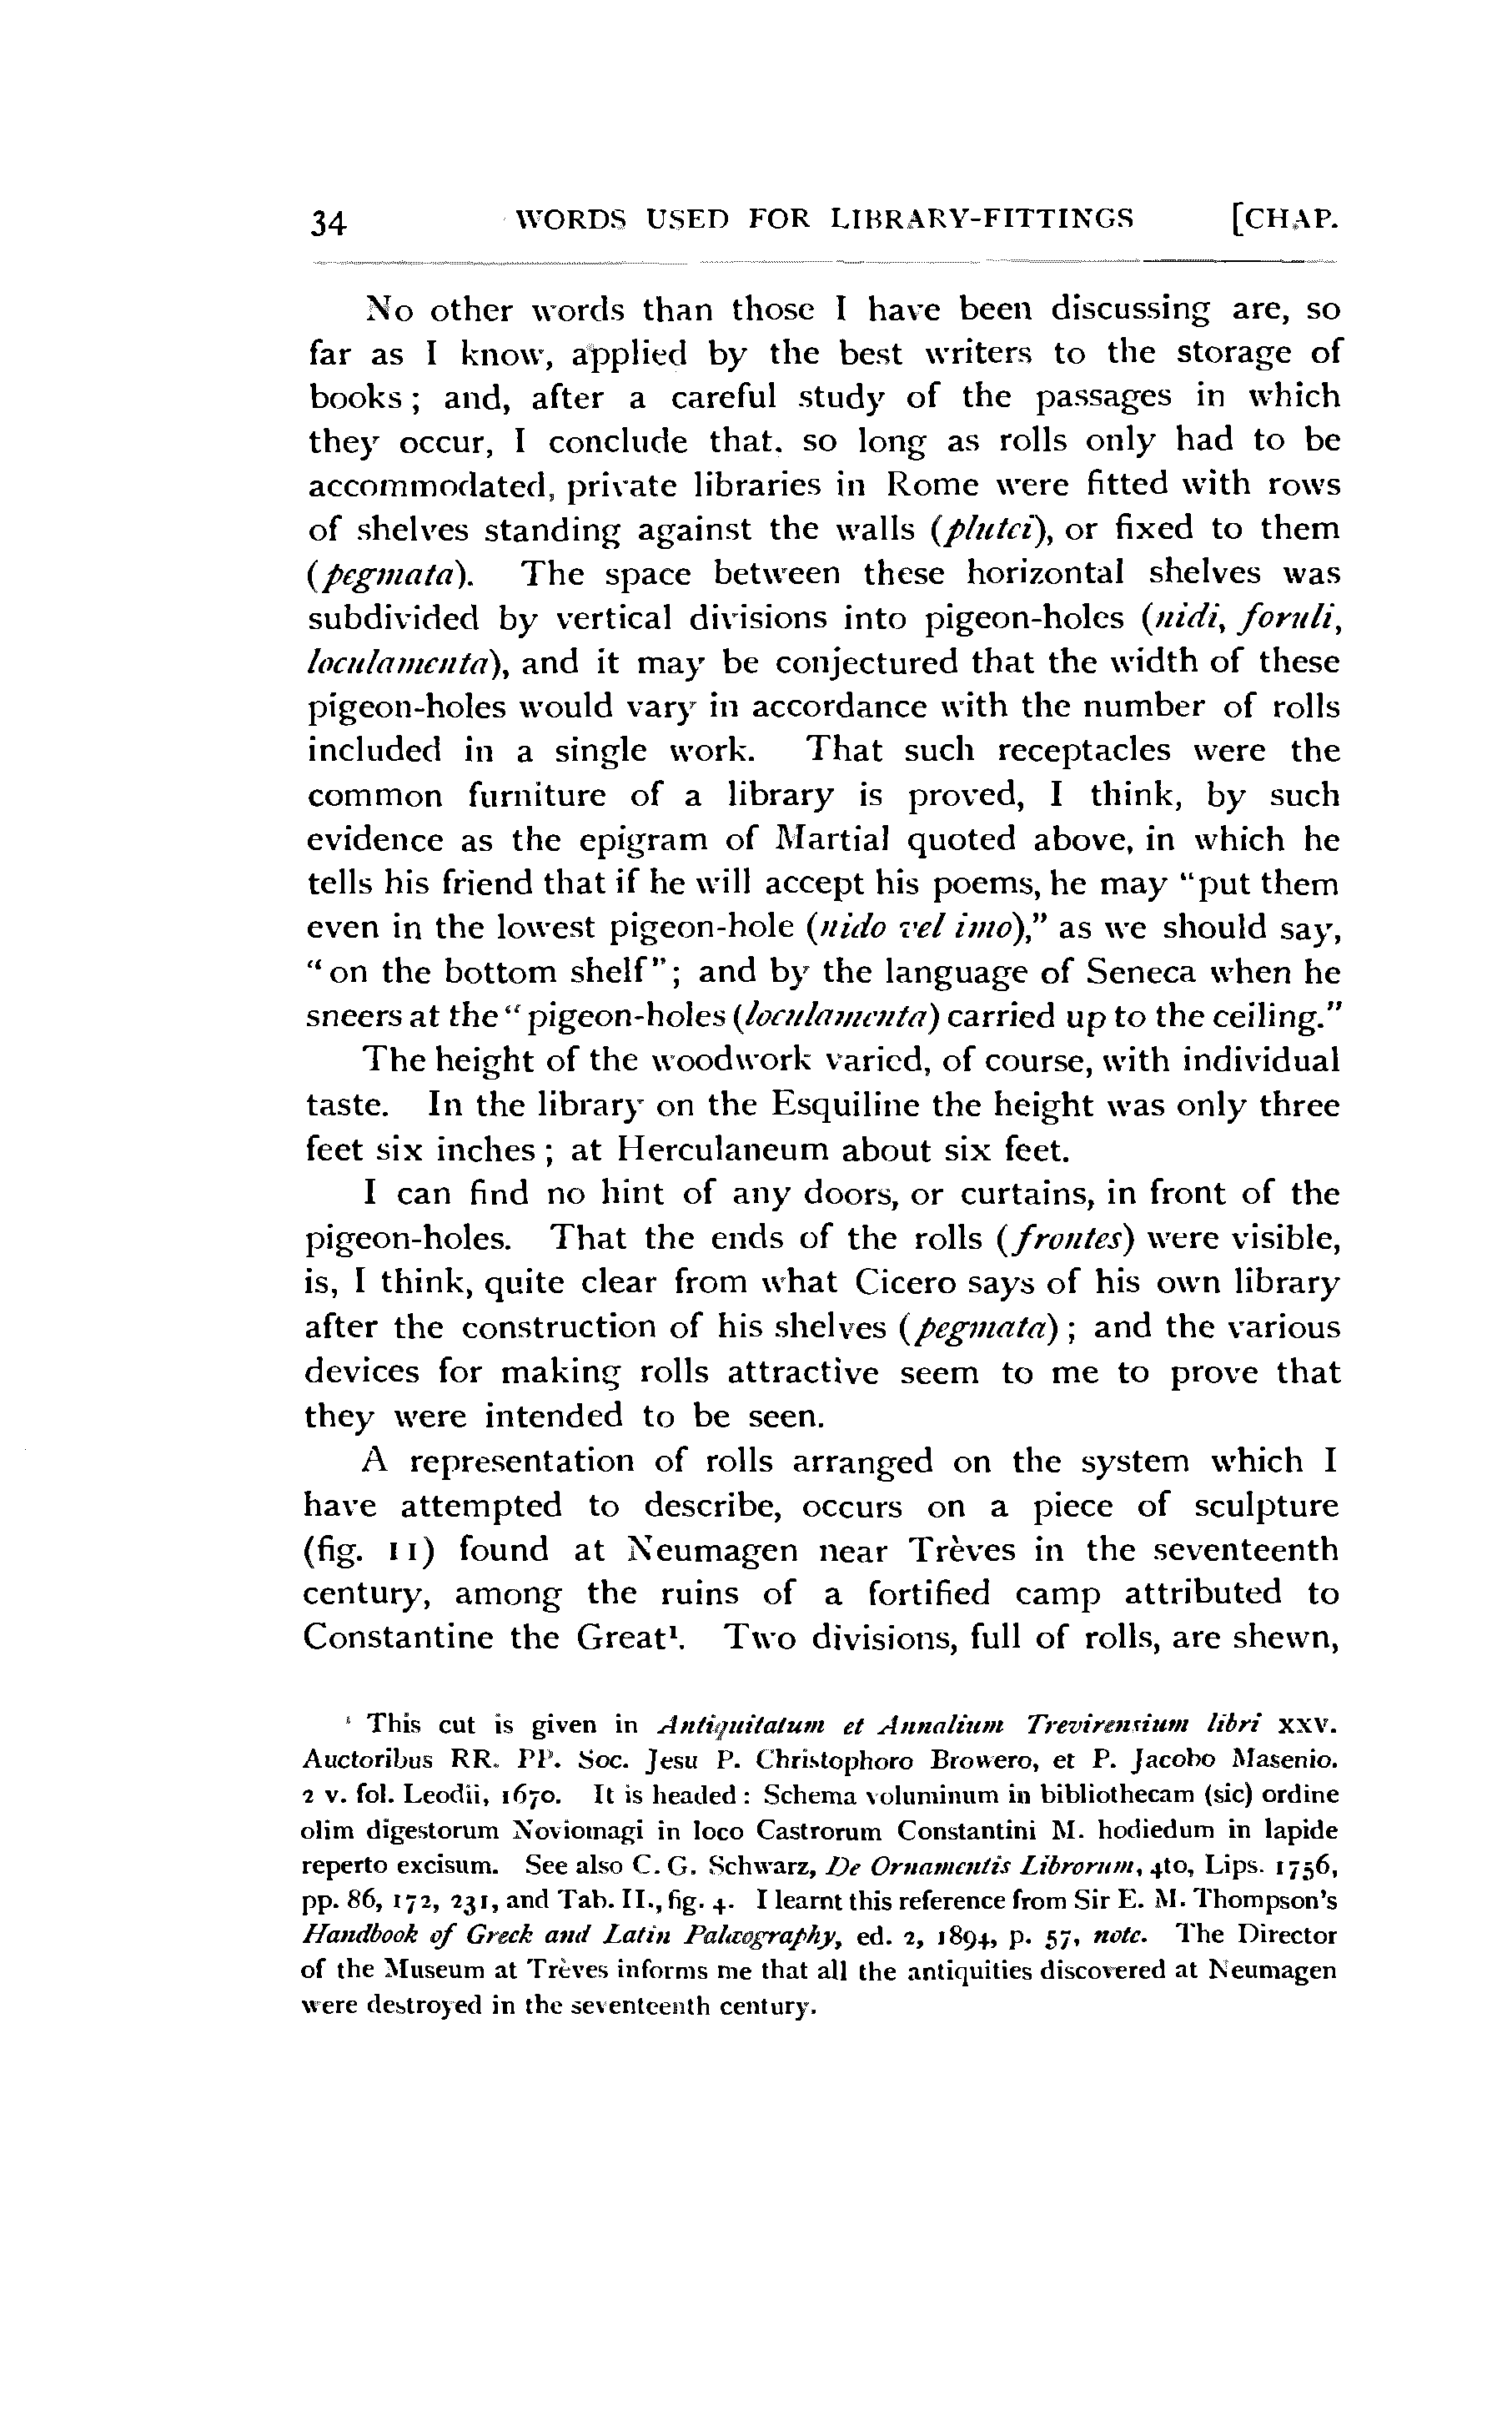 34 WORDS USED FOR LIBRARY-FITTINGS [CHAP.
No other words than those I have been discussing are, so
far as I know, applied by the best writers to the storage of
books; and, after a careful study of the passages in which
they occur, I conclude that. so long as rolls only had to be
accommodated, private libraries in Rome were fitted with rows
of shelves standing against the walls (plutei), or fixed to them
(pegmata). The space between these horizontal shelves was
subdivided by vertical divisions into pigeon-holes (nidi, foruli,
loculamenta), and it may be conjectured that the width of these
pigeon-holes would vary in accordance with the number of rolls
included in a single work. That such receptacles were the
common furniture of a library is proved, I think, by such
evidence as the epigram of Martial quoted above, in which he
tells his friend that if he will accept his poems, he may "put them
even in the lowest pigeon-hole (nido vel imo)," as we should say,
"on the bottom shelf"; and by the language of Seneca when he
sneers at the "pigeon-holes (loculamenta) carried up to the ceiling."
The height of the woodwork varied, of course, with individual
taste. In the library on the Esquiline the height was only three
feet six inches; at Herculaneum about six feet.
I can find no hint of any doors, or curtains, in front of the
pigeon-holes. That the ends of the rolls (frontes) were visible,
is, I think, quite clear from what Cicero says of his own library
after the construction of his shelves (pegmata); and the various
devices for making rolls attractive seem to me to prove that
they were intended to be seen.
A representation of rolls arranged on the system which I
have attempted to describe, occurs on a piece of sculpture
(fig. 11) found at Neumagen near Trèves in the seventeenth
century, among the ruins of a fortified camp attributed to
Constantine the Great¹. Two divisions, full of rolls, are shewn,
¹ This cut is given in Antiquitatum et Annalium Trevirensium libri XXV.
Auctoribus RR. PP. Soc. Jesu P. Christophoro Browero, et P. Jacobo Masenio.
2 v. fol. Leodii, 1670. It is headed: Schema voluminum in bibliothecam (sic) ordine
olim digestorum Noviomagi in loco Castrorum Constantini M. hodiedum in lapide
reperto excisum. See also C. G. Schwarz, De Ornamentis Librorum, 4to, Lips. 1756,
pp. 86, 172, 231, and Tab. II., fig. 4. I learnt this reference from Sir E. M. Thompson's
Handbook of Greek and Latin Palæography, ed. 2, 1894, p. 57, note. The Director
of the Museum at Trèves informs me that all the antiquities discovered at Neumagen
were destroyed in the seventeenth century.